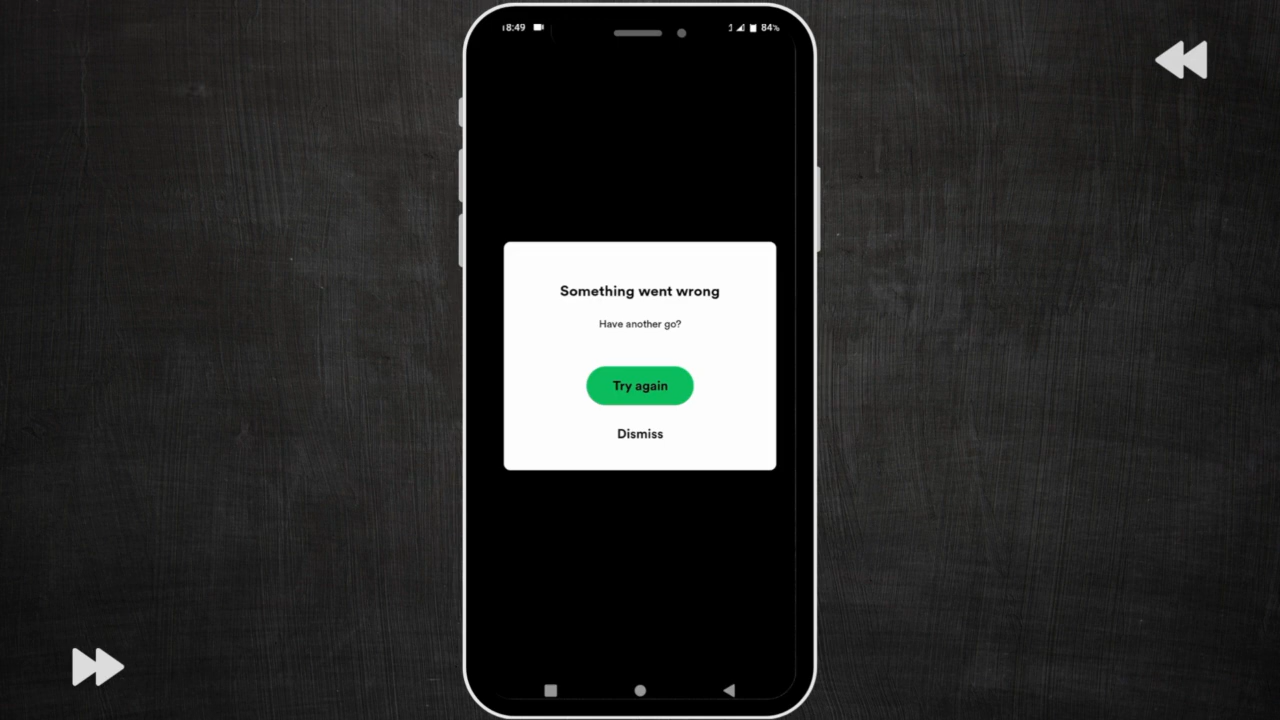 18:49 84%
Something went wrong
Have another go?
Try again
Dismiss